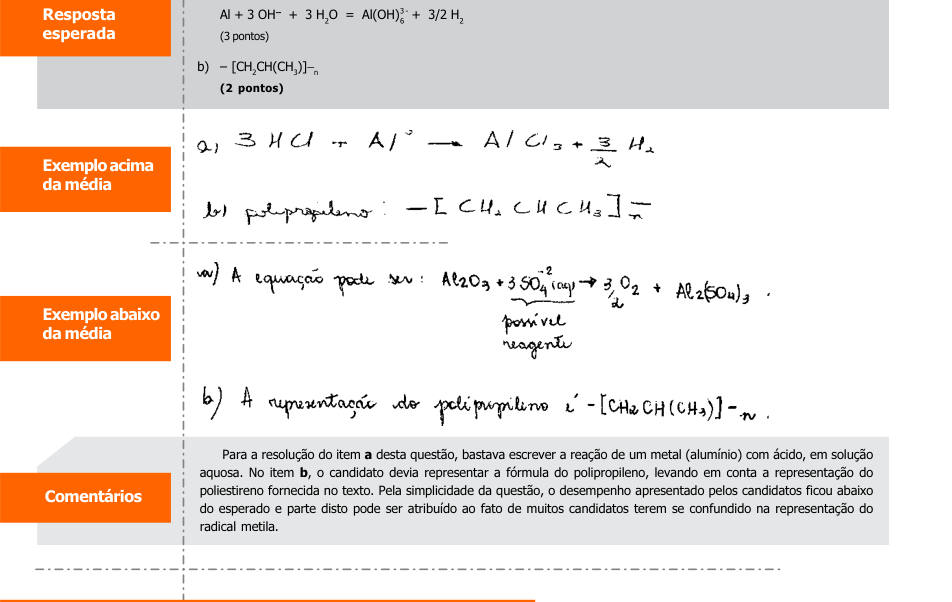 Resposta
esperada
Al + 3 OH⁻ + 3 H₂O = Al(OH)₆³⁻ + 3/2 H₂
(3 pontos)
b) – [CH₂CH(CH₃)]–ₙ
(2 pontos)
Exemplo acima
da média
a) 3 HCl + Al° → AlCl₃ + 3/2 H₂
b) polipropileno: –[CH₂CHCH₃]–ₙ
Exemplo abaixo
da média
a) A equação pode ser: Al₂O₃ + 3 SO₄⁻² (aq) → 3/2 O₂ + Al₂(SO₄)₃.
possível
reagente
b) A representação do polipropileno é –[CH₂CH(CH₃)]–ₙ.
Comentários
Para a resolução do item a desta questão, bastava escrever a reação de um metal (alumínio) com ácido, em solução
aquosa. No item b, o candidato devia representar a fórmula do polipropileno, levando em conta a representação do
poliestireno fornecida no texto. Pela simplicidade da questão, o desempenho apresentado pelos candidatos ficou abaixo
do esperado e parte disto pode ser atribuído ao fato de muitos candidatos terem se confundido na representação do
radical metila.